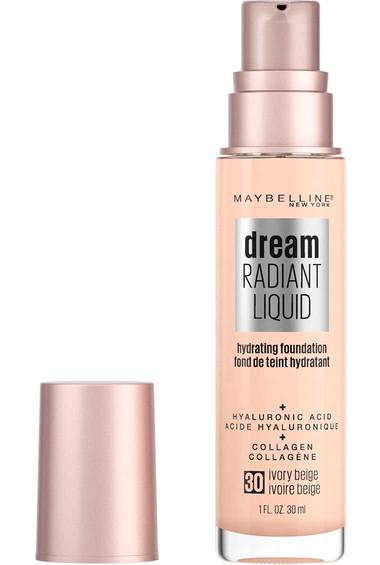 MAYBELLINE®
NEW YORK
dream
RADIANT
LIQUID
hydrating foundation
fond de teint hydratant
+
HYALURONIC ACID
ACIDE HYALURONIQUE
+
COLLAGEN
COLLAGÈNE
30 ivory beige
ivoire beige
1 FL. OZ. 30 ml